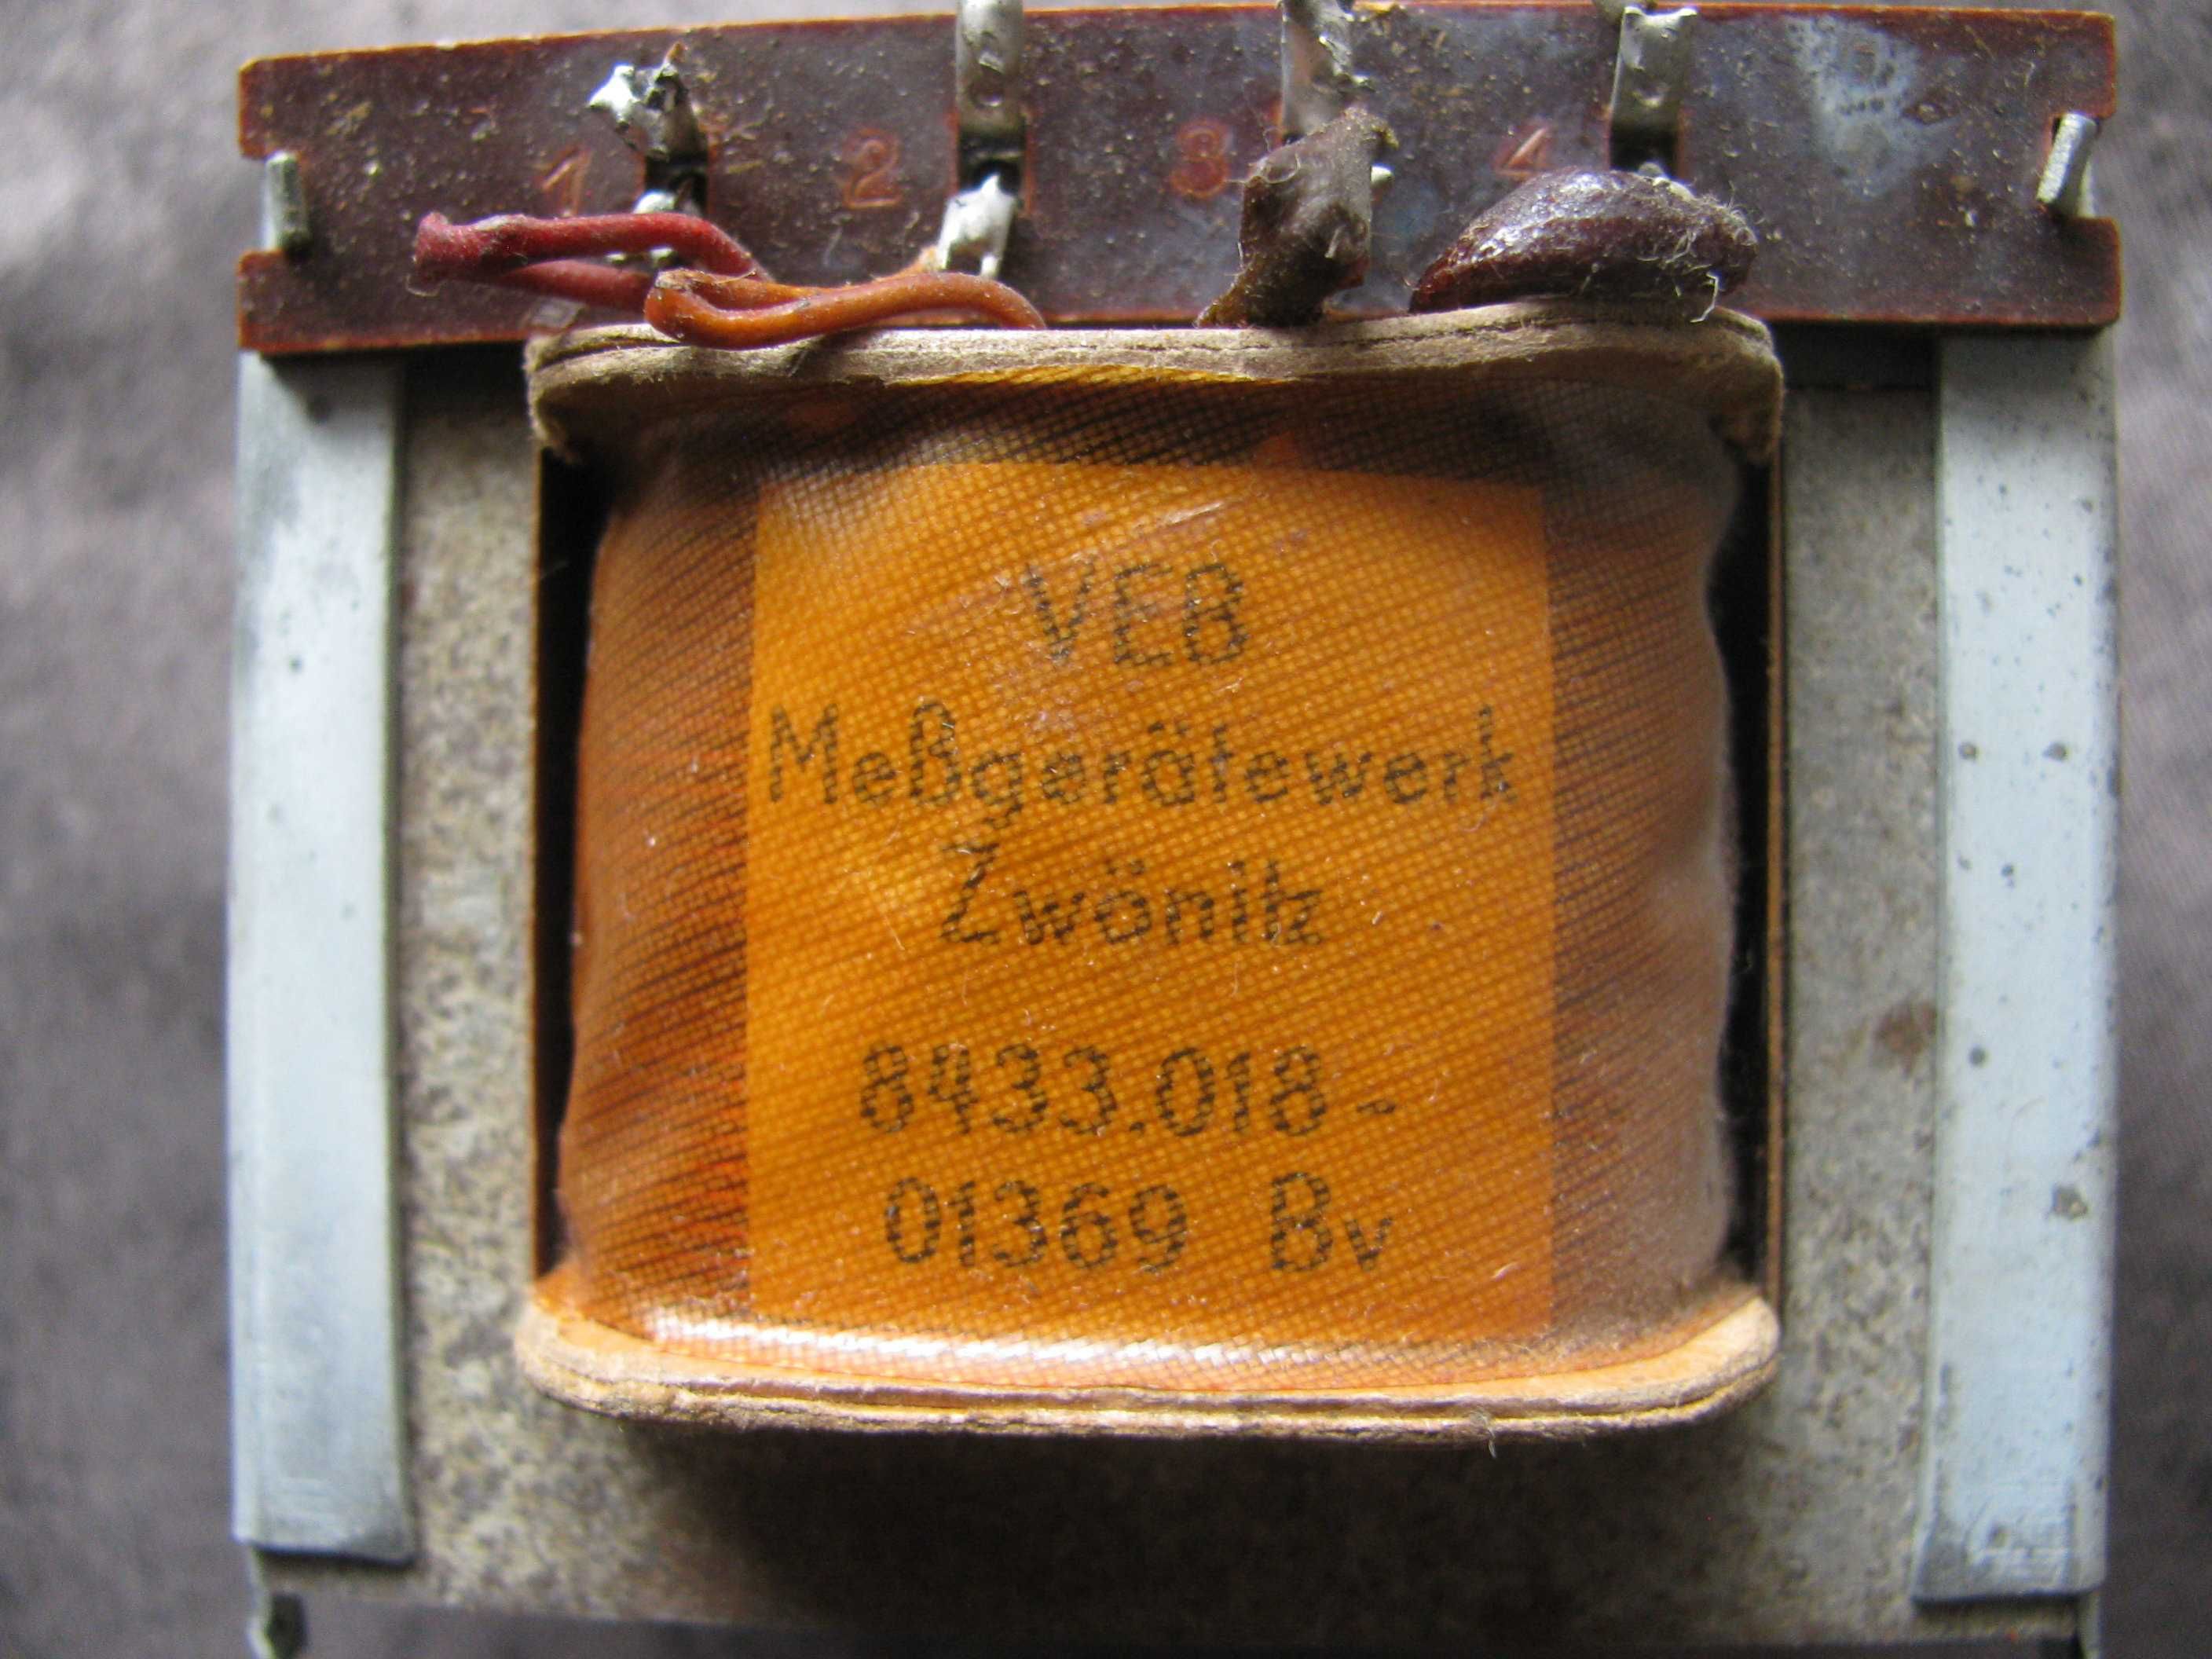 1 2 3 4
VEB
Meßgerätewerk
Zwönitz
8433.018-
01369 Bv